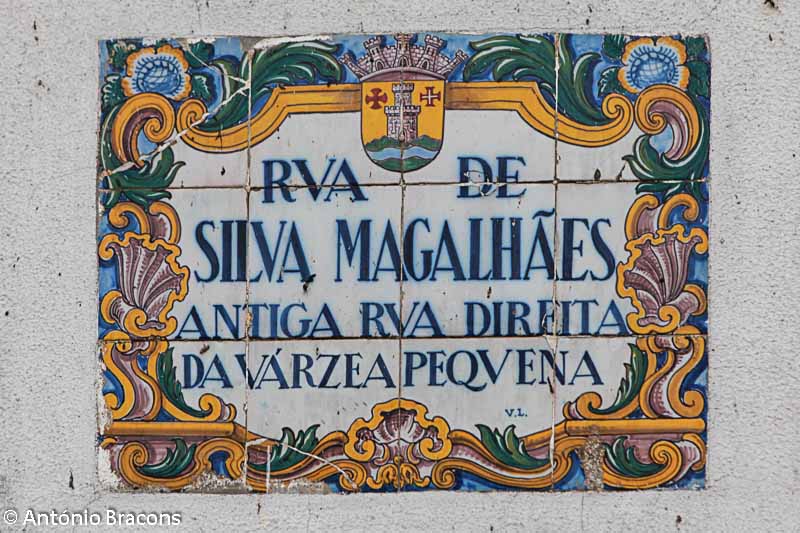 RVA DE
SILVA MAGALHÃES
ANTIGA RVA DIREITA
DA VÁRZEA PEQVENA
V.L.
© António Bracons